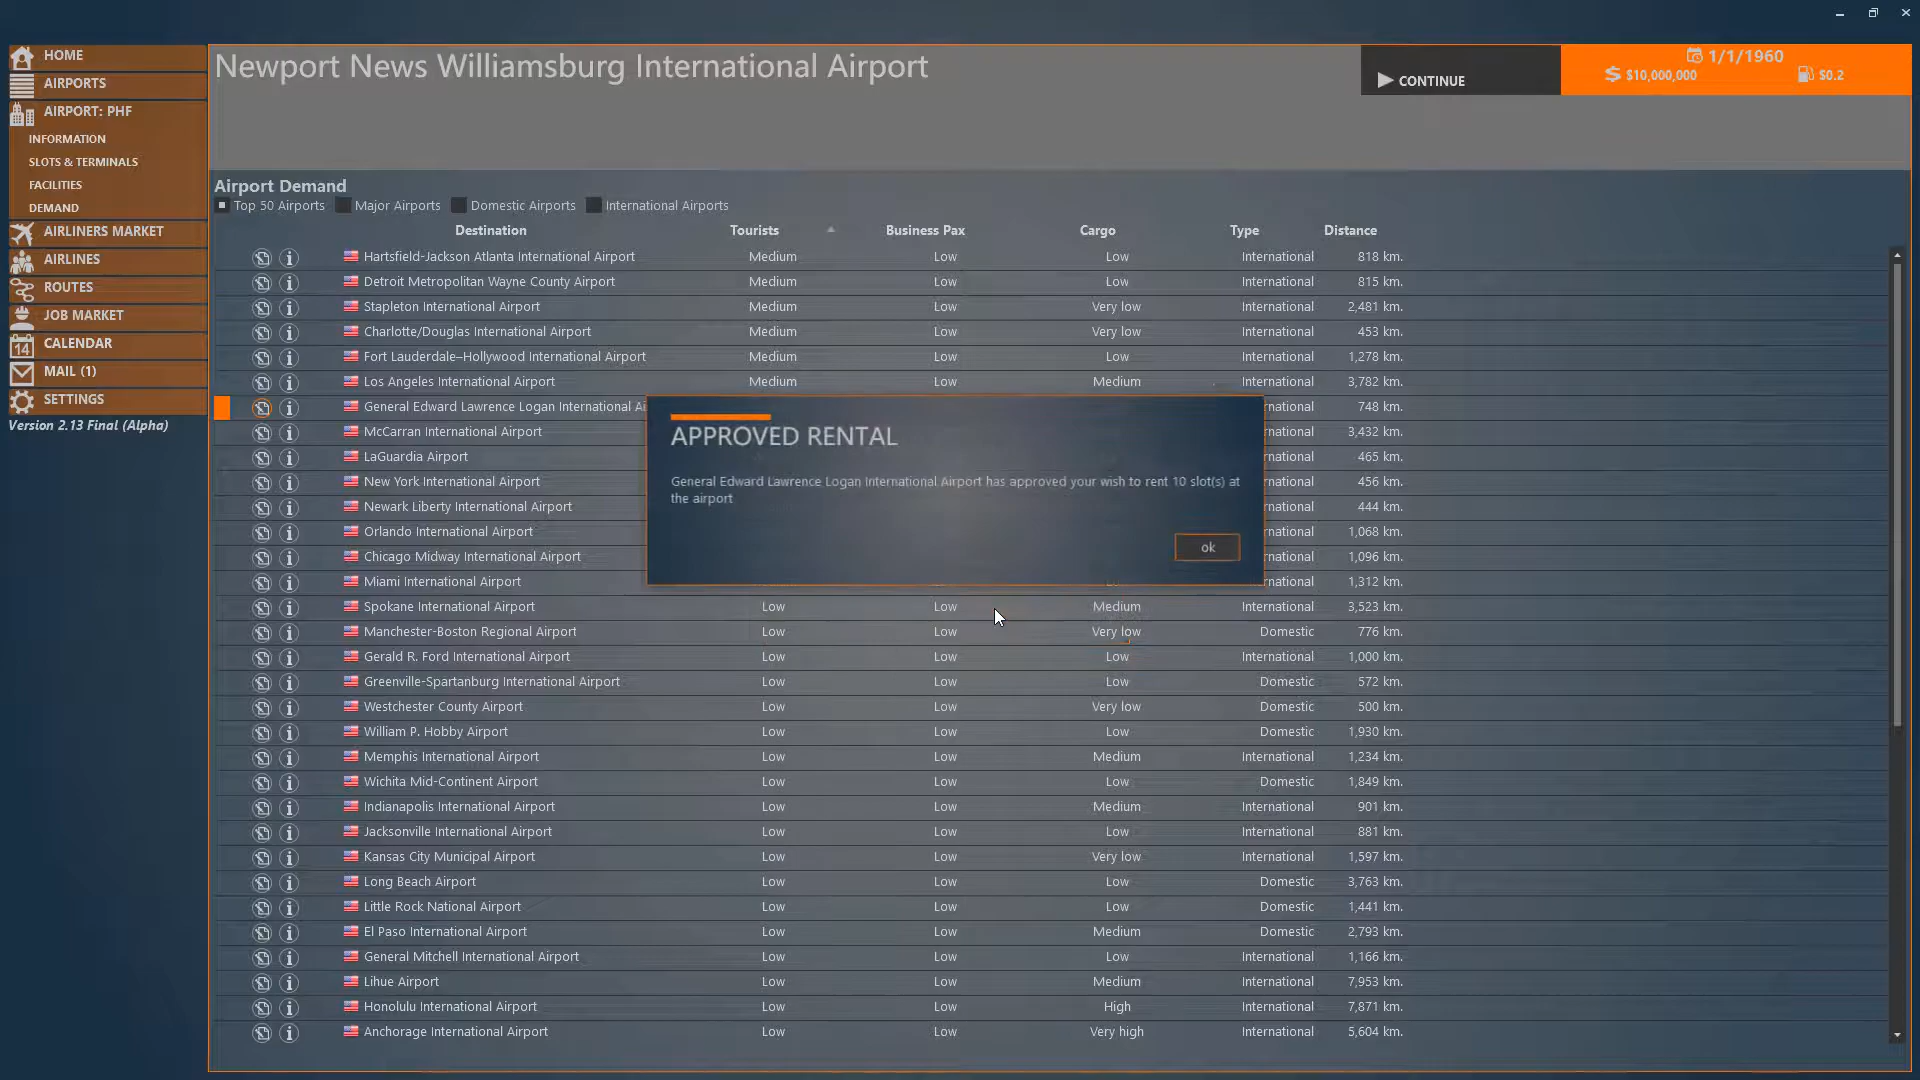 Newport News Williamsburg International Airport
CONTINUE
1/1/1960
$10,000,000
$0.2
HOME
AIRPORTS
AIRPORT: PHF
INFORMATION
SLOTS & TERMINALS
FACILITIES
DEMAND
AIRLINERS MARKET
AIRLINES
ROUTES
JOB MARKET
14
CALENDAR
MAIL (1)
SETTINGS
Version 2.13 Final (Alpha)
Airport Demand
Top 50 Airports Major Airports Domestic Airports International Airports
Destination Tourists Business Pax Cargo Type Distance
Hartsfield-Jackson Atlanta International Airport Medium Low Low International 818 km.
Detroit Metropolitan Wayne County Airport Medium Low Low International 815 km.
Stapleton International Airport Medium Low Very low International 2,481 km.
Charlotte/Douglas International Airport Medium Low Very low International 453 km.
Fort Lauderdale–Hollywood International Airport Medium Low Low International 1,278 km.
Los Angeles International Airport Medium Low Medium International 3,782 km.
General Edward Lawrence Logan International 748 km.
McCarran International Airport 3,432 km.
LaGuardia Airport 465 km.
New York International Airport 456 km.
Newark Liberty International Airport 444 km.
Orlando International Airport 1,068 km.
Chicago Midway International Airport 1,096 km.
Miami International Airport 1,312 km.
APPROVED RENTAL
General Edward Lawrence Logan International Airport has approved your wish to rent 10 slot(s) at
the airport
ok
Spokane International Airport Low Low Medium International 3,523 km.
Manchester-Boston Regional Airport Low Low Very low Domestic 776 km.
Gerald R. Ford International Airport Low Low Low International 1,000 km.
Greenville-Spartanburg International Airport Low Low Low Domestic 572 km.
Westchester County Airport Low Low Very low Domestic 500 km.
William P. Hobby Airport Low Low Low Domestic 1,930 km.
Memphis International Airport Low Low Medium International 1,234 km.
Wichita Mid-Continent Airport Low Low Low Domestic 1,849 km.
Indianapolis International Airport Low Low Medium International 901 km.
Jacksonville International Airport Low Low Low International 881 km.
Kansas City Municipal Airport Low Low Very low International 1,597 km.
Long Beach Airport Low Low Low Domestic 3,763 km.
Little Rock National Airport Low Low Low Domestic 1,441 km.
El Paso International Airport Low Low Medium Domestic 2,793 km.
General Mitchell International Airport Low Low Low International 1,166 km.
Lihue Airport Low Low Medium International 7,953 km.
Honolulu International Airport Low Low High International 7,871 km.
Anchorage International Airport Low Low Very high International 5,604 km.